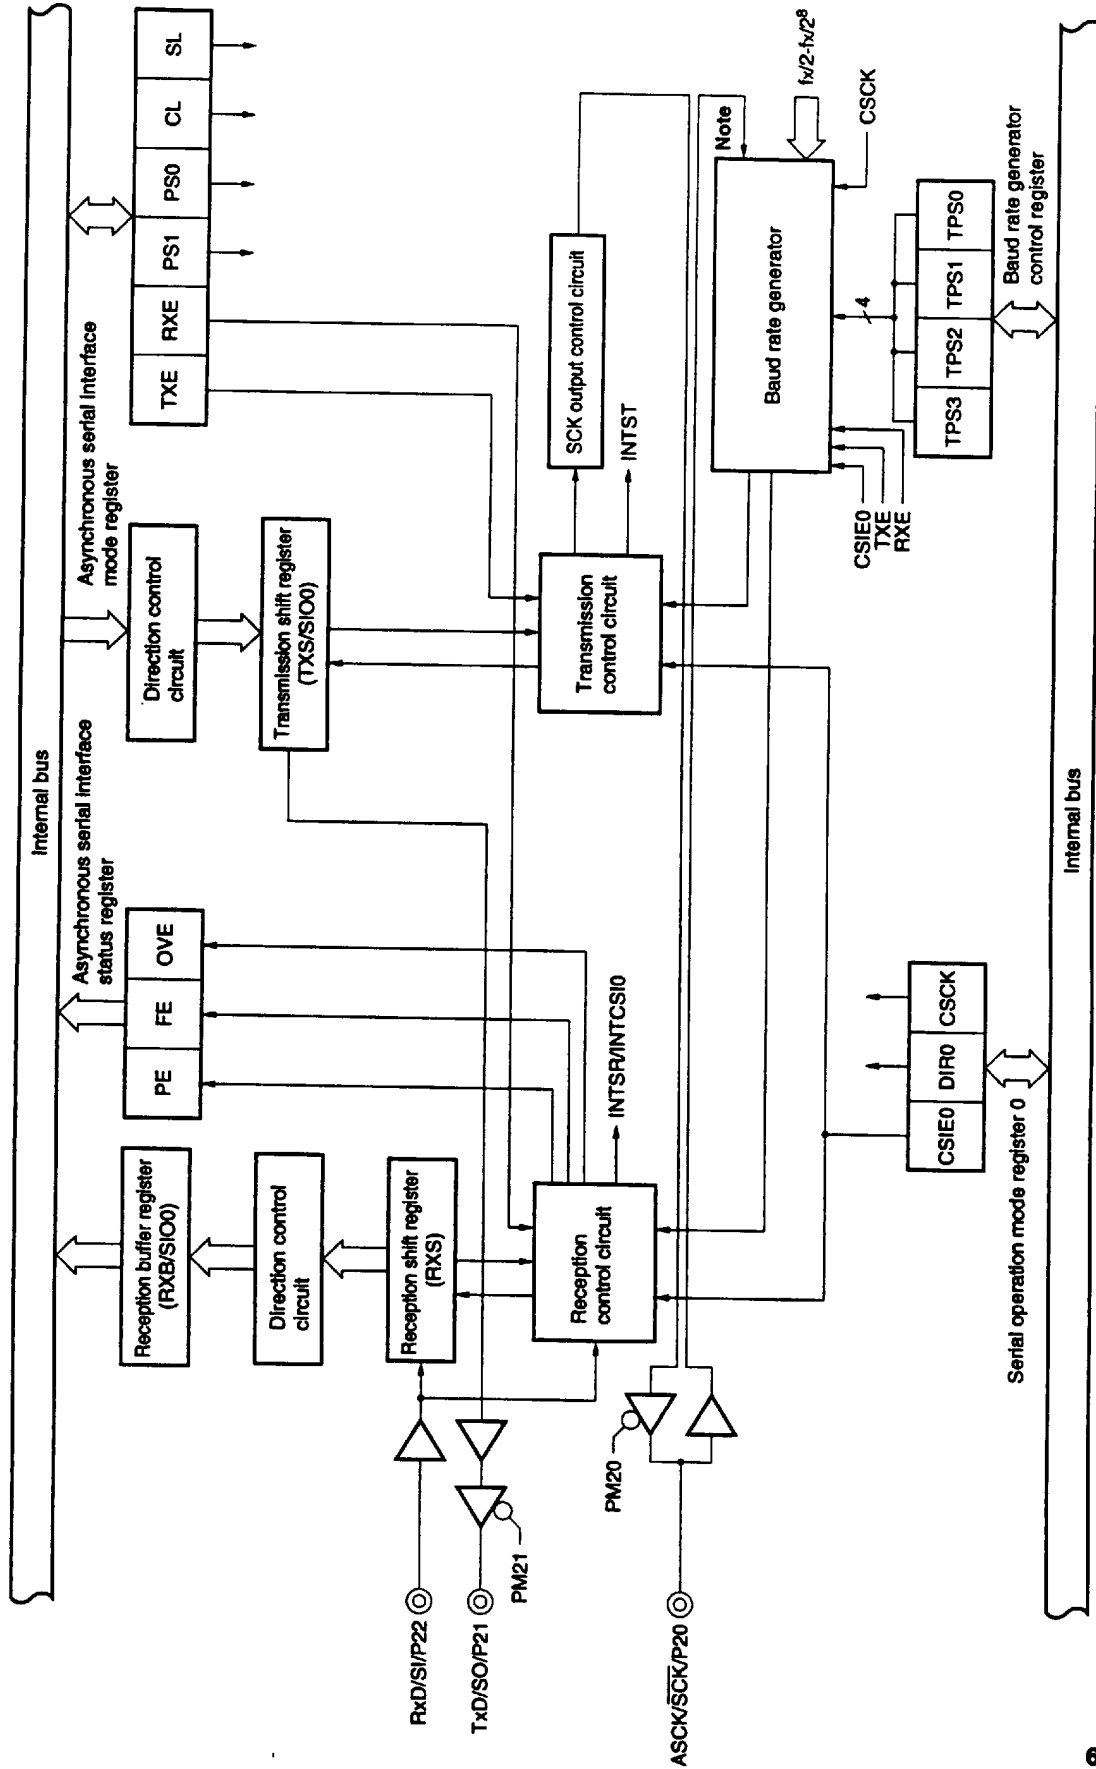 Internal bus
Asynchronous serial interface
status register
Asynchronous serial interface
mode register
Reception buffer register
(RXB/SIO0)
PE
FE
OVE
Direction control
circuit
TXE
RXE
PS1
PS0
CL
SL
Direction control
circuit
Reception shift register
(RXS)
Transmission shift register
(TXS/SIO0)
RxD/SI/P22
TxD/SO/P21
PM21
Reception
control circuit
INTSR/INTCSI0
Transmission
control circuit
SCK output control circuit
INTST
PM20
ASCK/SCK/P20
Note
Baud rate generator
fx/2-fx/2⁸
CSIE0
TXE
RXE
4
CSCK
CSIE0
DIR0
CSCK
TPS3
TPS2
TPS1
TPS0
Serial operation mode register 0
Baud rate generator
control register
Internal bus